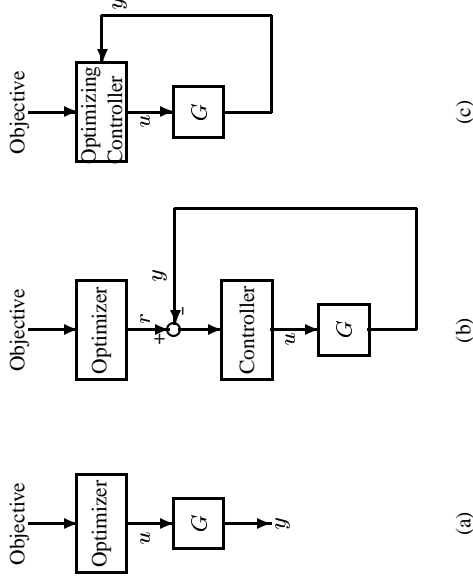 Objective
Optimizer
u
G
y
(a)
Objective
Optimizer
r
+
-
y
Controller
u
G
(b)
Objective
y
Optimizing
Controller
u
G
(c)